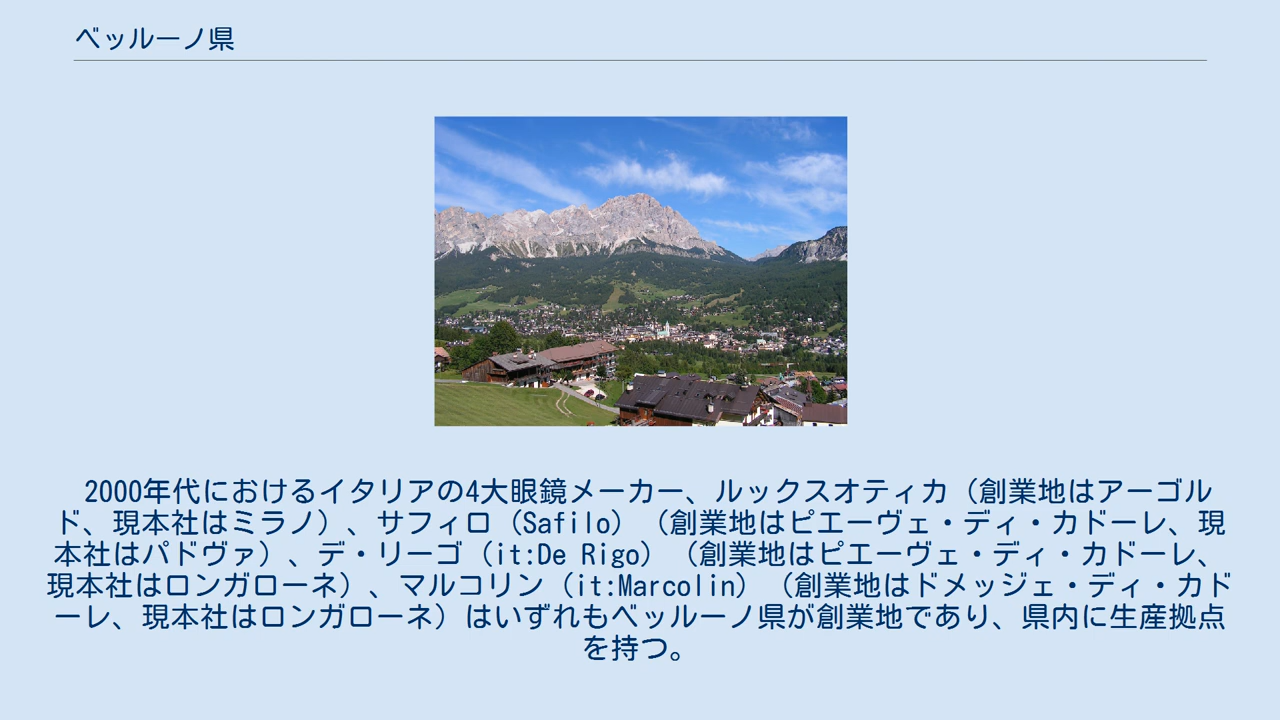 ベッルーノ県
2000年代におけるイタリアの4大眼鏡メーカー、ルックスオティカ（創業地はアーゴル
ド、現本社はミラノ）、サフィロ（Safilo）（創業地はピエーヴェ・ディ・カドーレ、現
本社はパドヴァ）、デ・リーゴ（it:De Rigo）（創業地はピエーヴェ・ディ・カドーレ、
現本社はロンガローネ）、マルコリン（it:Marcolin）（創業地はドメッジェ・ディ・カド
ーレ、現本社はロンガローネ）はいずれもベッルーノ県が創業地であり、県内に生産拠点
を持つ。